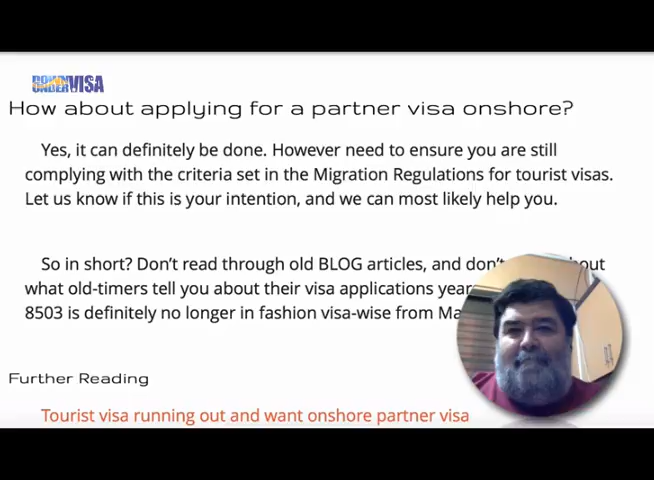 DOWN UNDER VISA
How about applying for a partner visa onshore?
Yes, it can definitely be done. However need to ensure you are still
complying with the criteria set in the Migration Regulations for tourist visas.
Let us know if this is your intention, and we can most likely help you.
So in short? Don't read through old BLOG articles, and don't
what old-timers tell you about their visa applications
8503 is definitely no longer in fashion visa-wise from
Further Reading
Tourist visa running out and want onshore partner visa